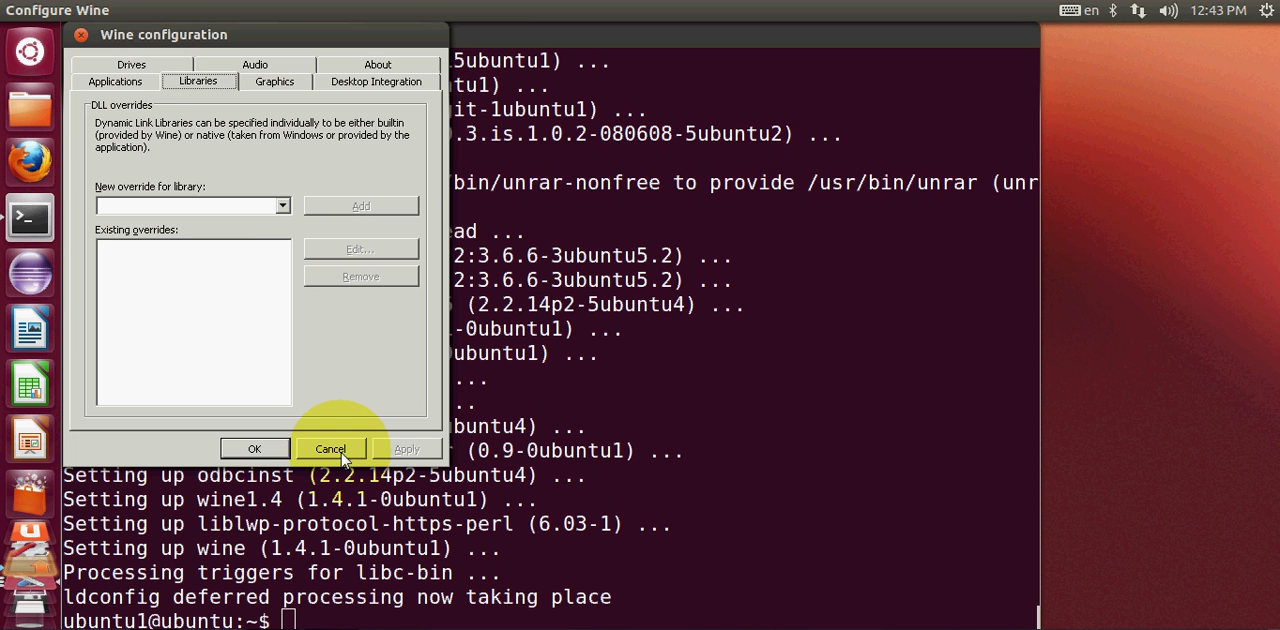 Configure Wine
en
12:43 PM
Wine configuration
Drives
Audio
About
Applications
Libraries
Graphics
Desktop Integration
DLL overrides
Dynamic Link Libraries can be specified individually to be either builtin
(provided by Wine) or native (taken from Windows or provided by the
application).
New override for library:
Add
Existing overrides:
Edit...
Remove
OK
Cancel
Apply
5ubuntu1) ...
tu1) ...
git-1ubuntu1) ...
.3.is.1.0.2-080608-5ubuntu2) ...
/bin/unrar-nonfree to provide /usr/bin/unrar (unr
ead ...
2:3.6.6-3ubuntu5.2) ...
2:3.6.6-3ubuntu5.2) ...
(2.2.14p2-5ubuntu4) ...
-0ubuntu1) ...
0ubuntu1) ...
...
..
ubuntu4) ...
r (0.9-0ubuntu1) ...
Setting up odbcinst (2.2.14p2-5ubuntu4) ...
Setting up wine1.4 (1.4.1-0ubuntu1) ...
Setting up liblwp-protocol-https-perl (6.03-1) ...
Setting up wine (1.4.1-0ubuntu1) ...
Processing triggers for libc-bin ...
ldconfig deferred processing now taking place
ubuntu1@ubuntu:~$